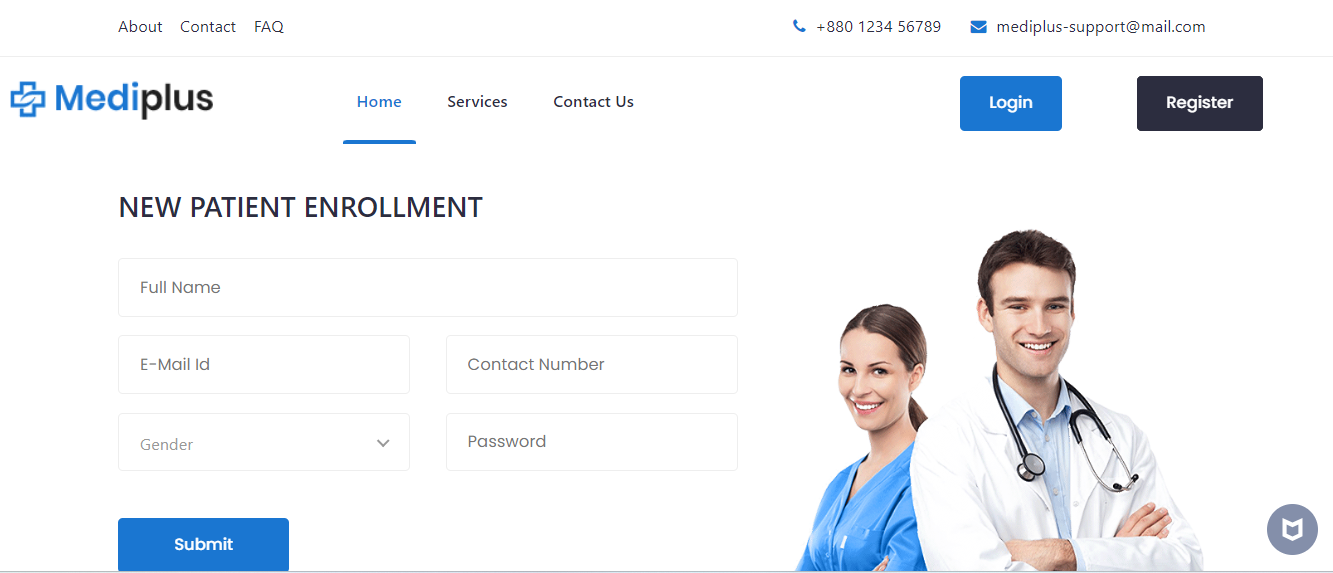 About Contact FAQ +880 1234 56789 mediplus-support@mail.com
Mediplus Home Services Contact Us Login Register
NEW PATIENT ENROLLMENT
Full Name
E-Mail Id Contact Number
Gender Password
Submit